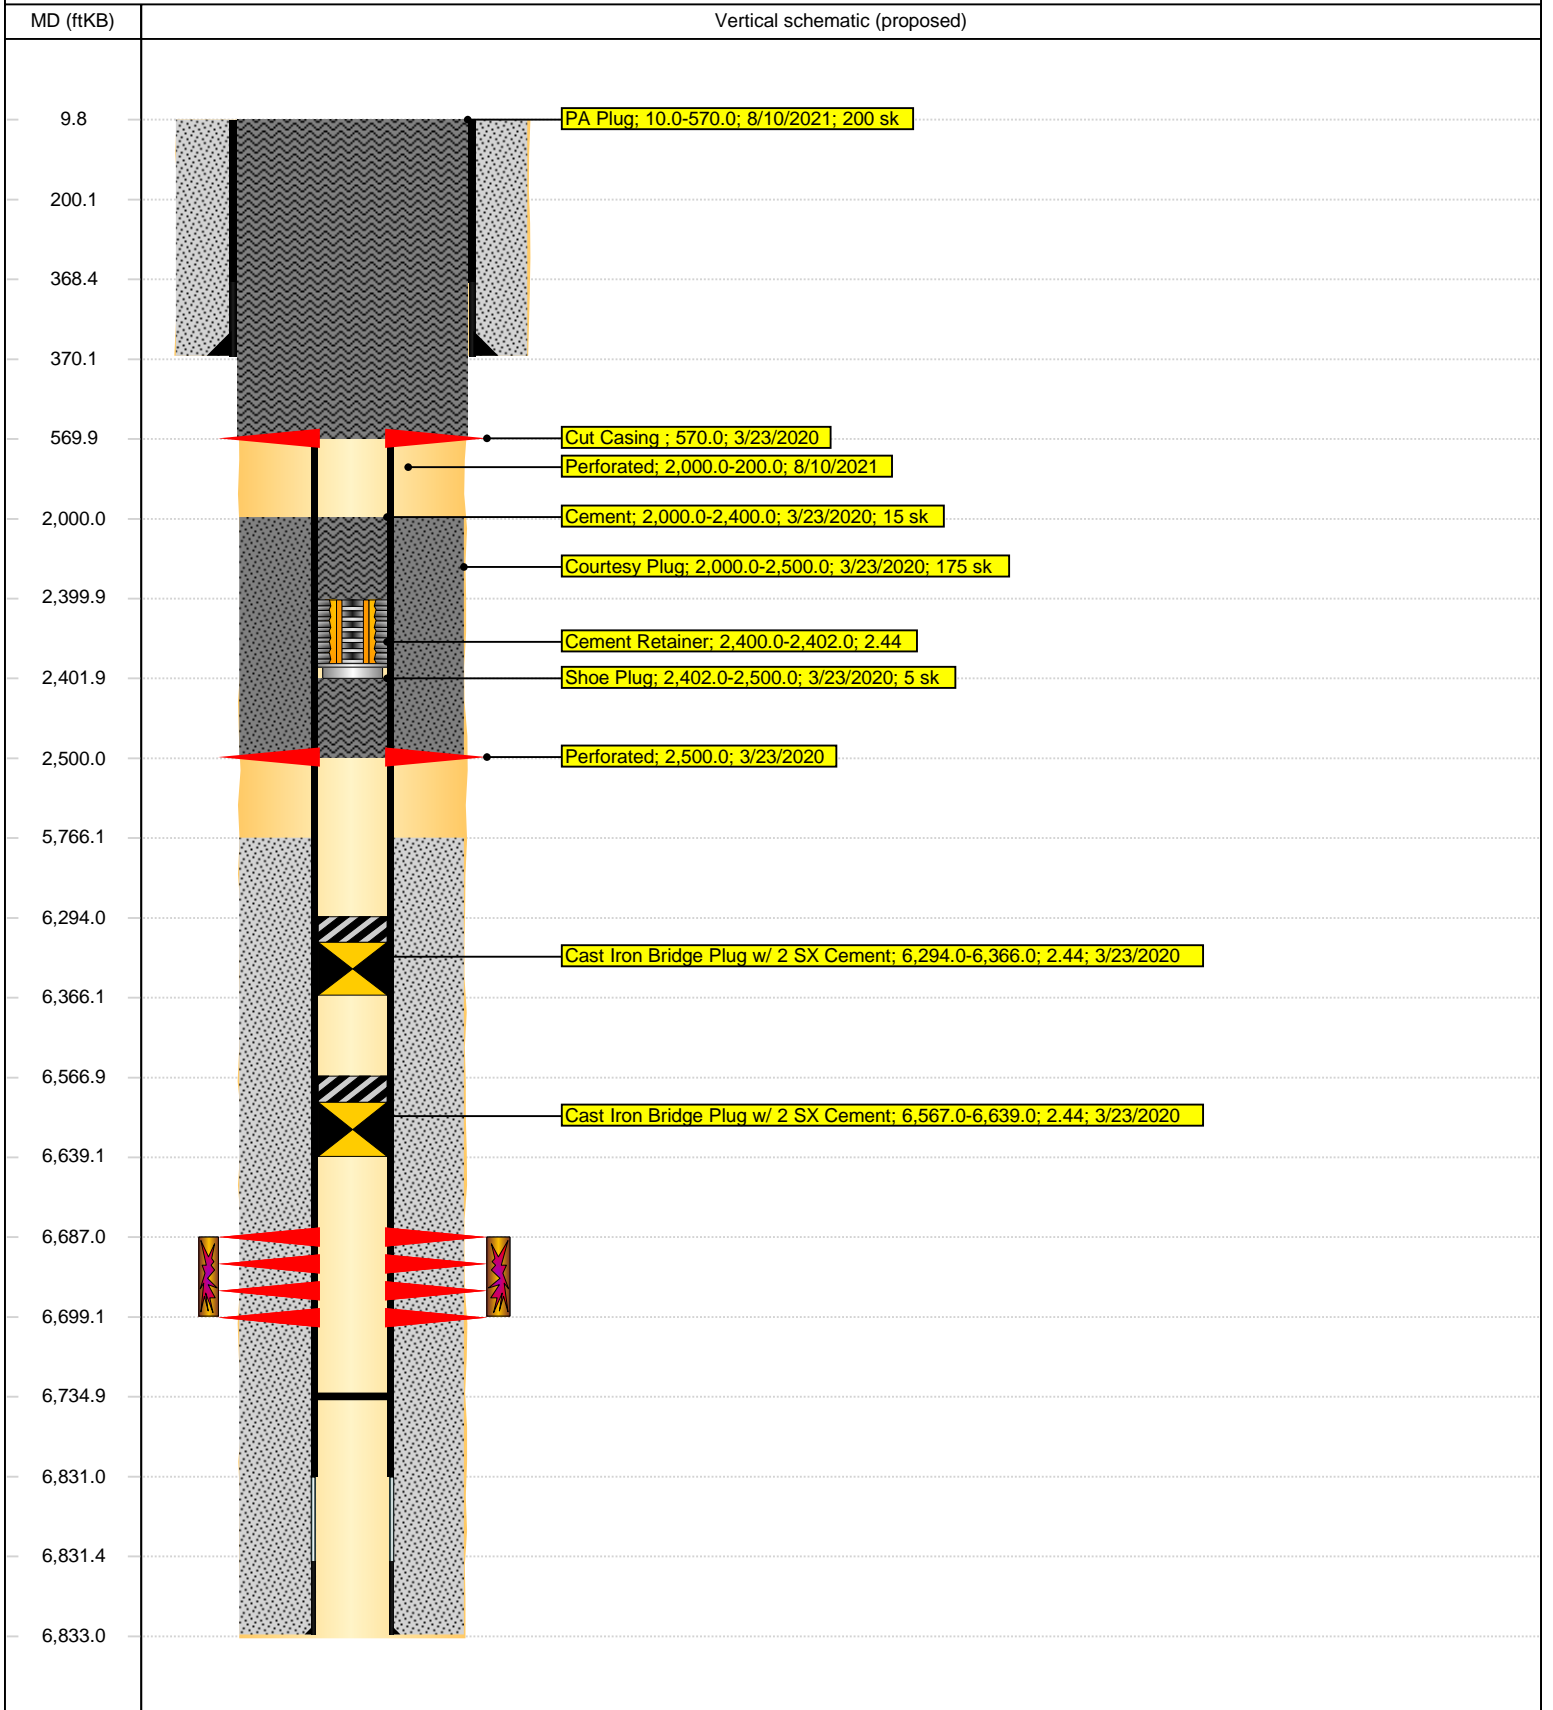 MD (ftKB) Vertical schematic (proposed)
9.8 PA Plug; 10.0-570.0; 8/10/2021; 200 sk
200.1
368.4
370.1
569.9 Cut Casing ; 570.0; 3/23/2020
Perforated; 2,000.0-200.0; 8/10/2021
2,000.0 Cement; 2,000.0-2,400.0; 3/23/2020; 15 sk
Courtesy Plug; 2,000.0-2,500.0; 3/23/2020; 175 sk
2,399.9
Cement Retainer; 2,400.0-2,402.0; 2.44
2,401.9 Shoe Plug; 2,402.0-2,500.0; 3/23/2020; 5 sk
2,500.0 Perforated; 2,500.0; 3/23/2020
5,766.1
6,294.0
Cast Iron Bridge Plug w/ 2 SX Cement; 6,294.0-6,366.0; 2.44; 3/23/2020
6,366.1
6,566.9
Cast Iron Bridge Plug w/ 2 SX Cement; 6,567.0-6,639.0; 2.44; 3/23/2020
6,639.1
6,687.0
6,699.1
6,734.9
6,831.0
6,831.4
6,833.0